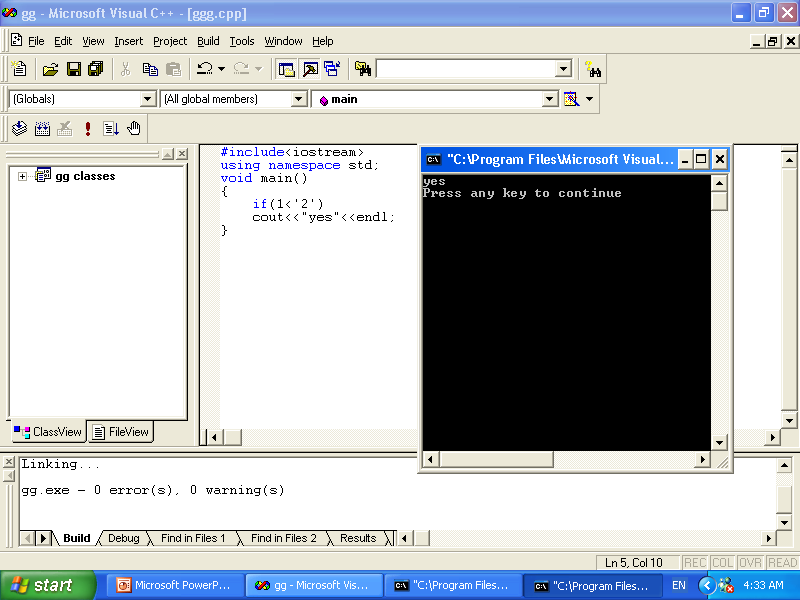 gg - Microsoft Visual C++ - [ggg.cpp]
File Edit View Insert Project Build Tools Window Help
(Globals) (All global members) main
gg classes
#include<iostream>
using namespace std;
void main()
{
if(1<'2')
cout<<"yes"<<endl;
}
"C:\Program Files\Microsoft Visual...
yes
Press any key to continue
ClassView FileView
Linking...
gg.exe - 0 error(s), 0 warning(s)
Build Debug Find in Files 1 Find in Files 2 Results
Ln 5, Col 10 REC COL OVR READ
start Microsoft PowerP... gg - Microsoft Vis... "C:\Program Files... "C:\Program Files... EN 4:33 AM